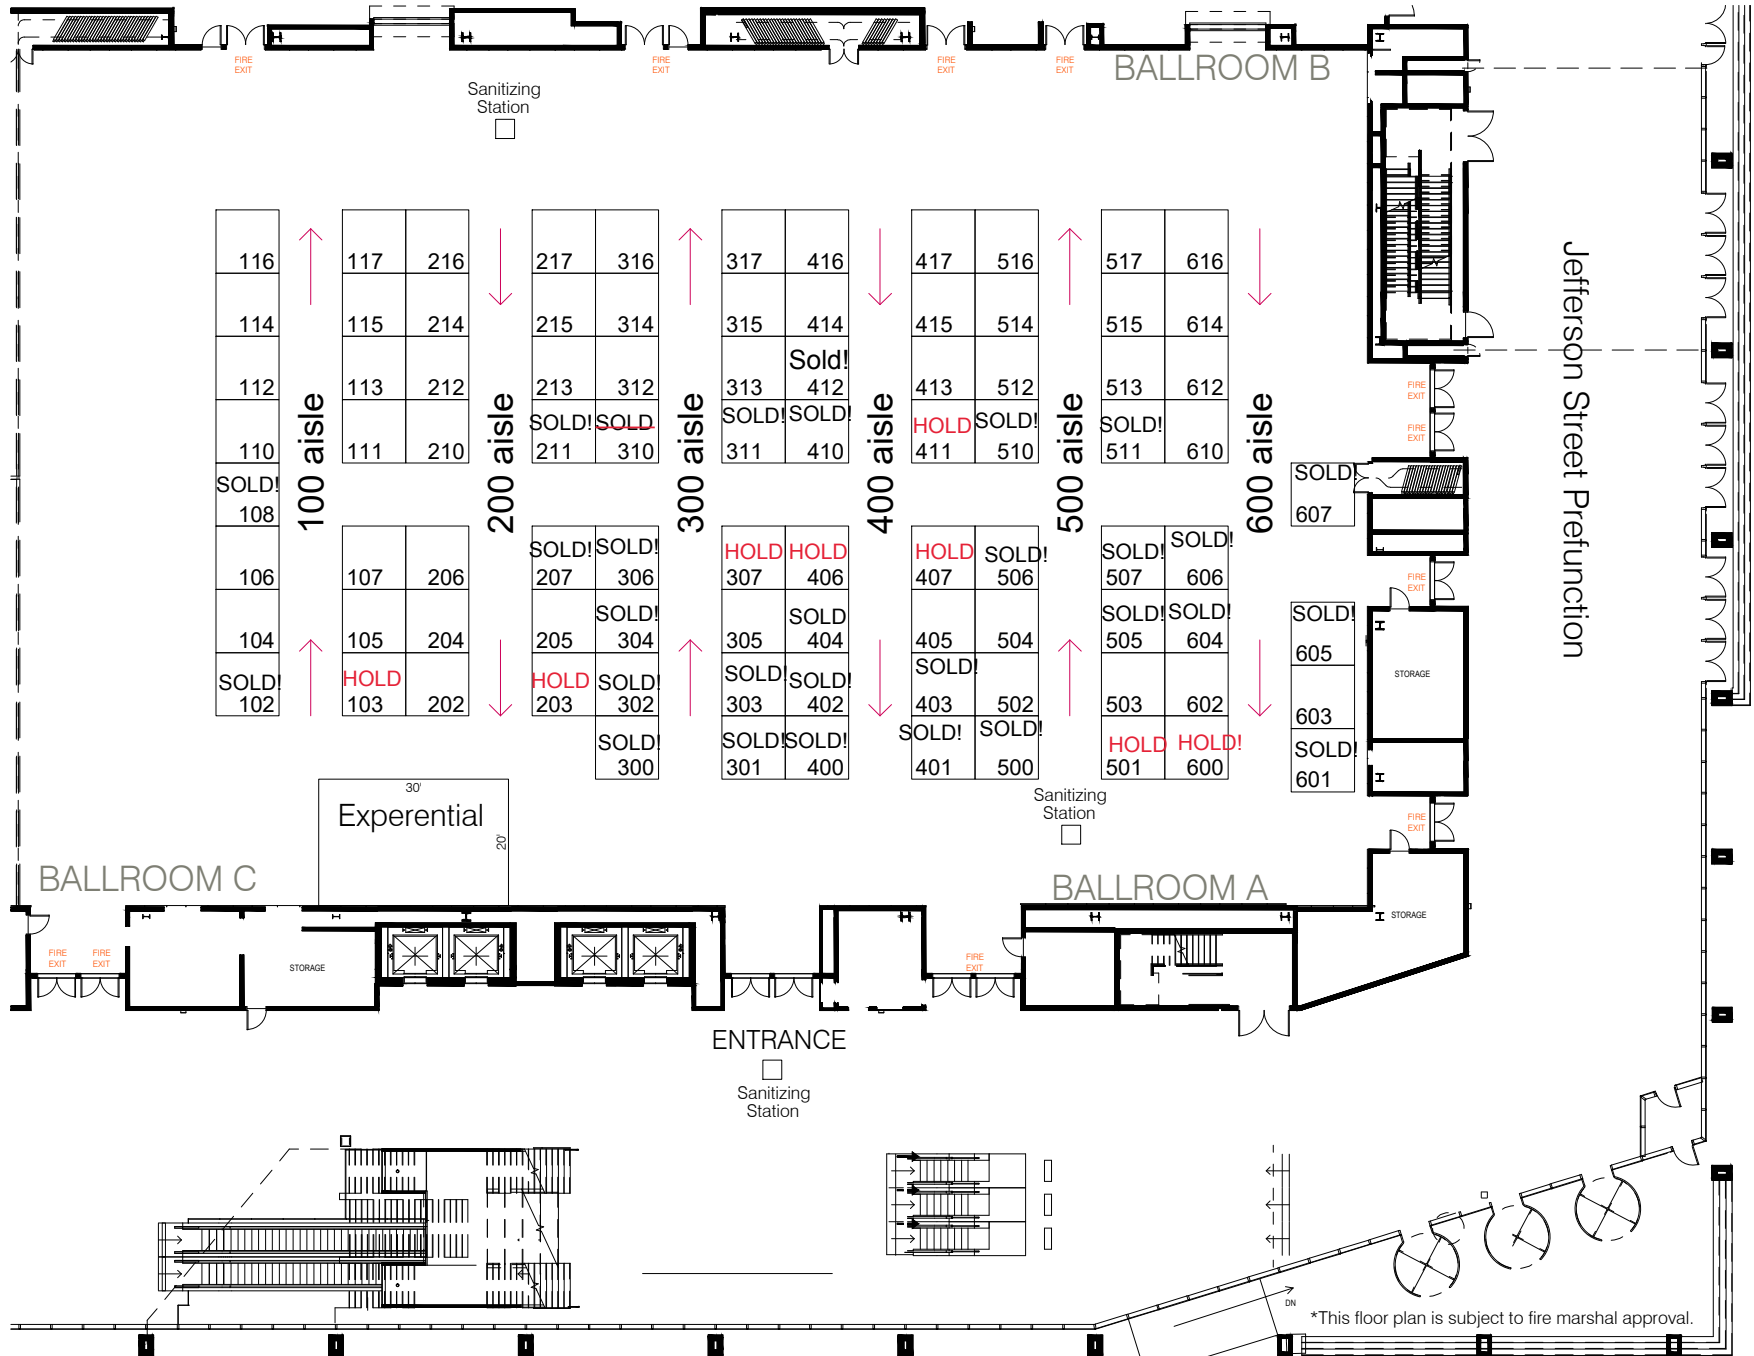 FIRE
EXIT
FIRE
EXIT
FIRE
EXIT
FIRE
EXIT
BALLROOM B
Sanitizing
Station
116 117 216 217 316 317 416 417 516 517 616
114 115 214 215 314 315 414 415 514 515 614
Sold!
112 113 212 213 312 313 412 413 512 513 612
SOLD! SOLD SOLD! SOLD! HOLD SOLD! SOLD!
110 111 210 211 310 311 410 411 510 511 610
100 aisle
200 aisle
300 aisle
400 aisle
500 aisle
600 aisle
SOLD!
108
SOLD!
607
SOLD! SOLD! HOLD HOLD HOLD SOLD! SOLD! SOLD!
106 107 206 207 306 307 406 407 506 507 606
SOLD! SOLD SOLD! SOLD!
104 105 204 205 304 305 404 405 504 505 604
SOLD!
605
SOLD! HOLD HOLD SOLD! SOLD! SOLD! SOLD!
102 103 202 203 302 303 402 403 502 503 602
603
SOLD! SOLD! SOLD! SOLD! SOLD! HOLD HOLD!
300 301 400 401 500 501 600
SOLD!
601
FIRE
EXIT
FIRE
EXIT
FIRE
EXIT
FIRE
EXIT
Jefferson Street Prefunction
STORAGE
STORAGE
30'
Experential
20'
Sanitizing
Station
BALLROOM C
BALLROOM A
FIRE
EXIT
FIRE
EXIT
STORAGE
FIRE
EXIT
ENTRANCE
Sanitizing
Station
DN
*This floor plan is subject to fire marshal approval.